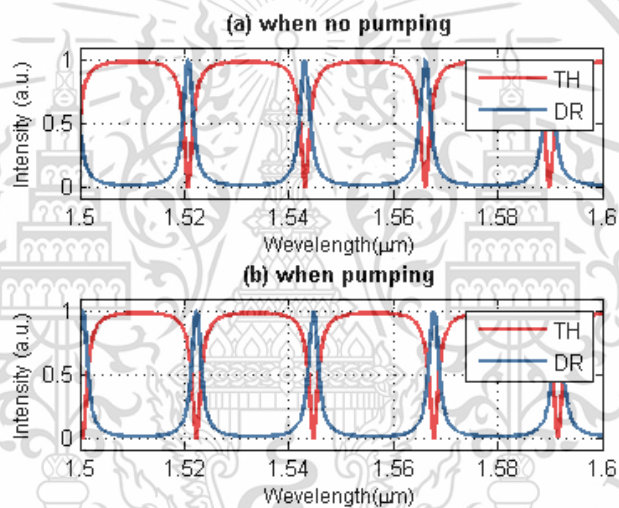 (a) when no pumping
1
0.5
0
Intensity (a.u.)
TH
DR
1.5 1.52 1.54 1.56 1.58 1.6
Wavelength(μm)
(b) when pumping
1
0.5
0
Intensity (a.u.)
TH
DR
1.5 1.52 1.54 1.56 1.58 1.6
Wavelength(μm)